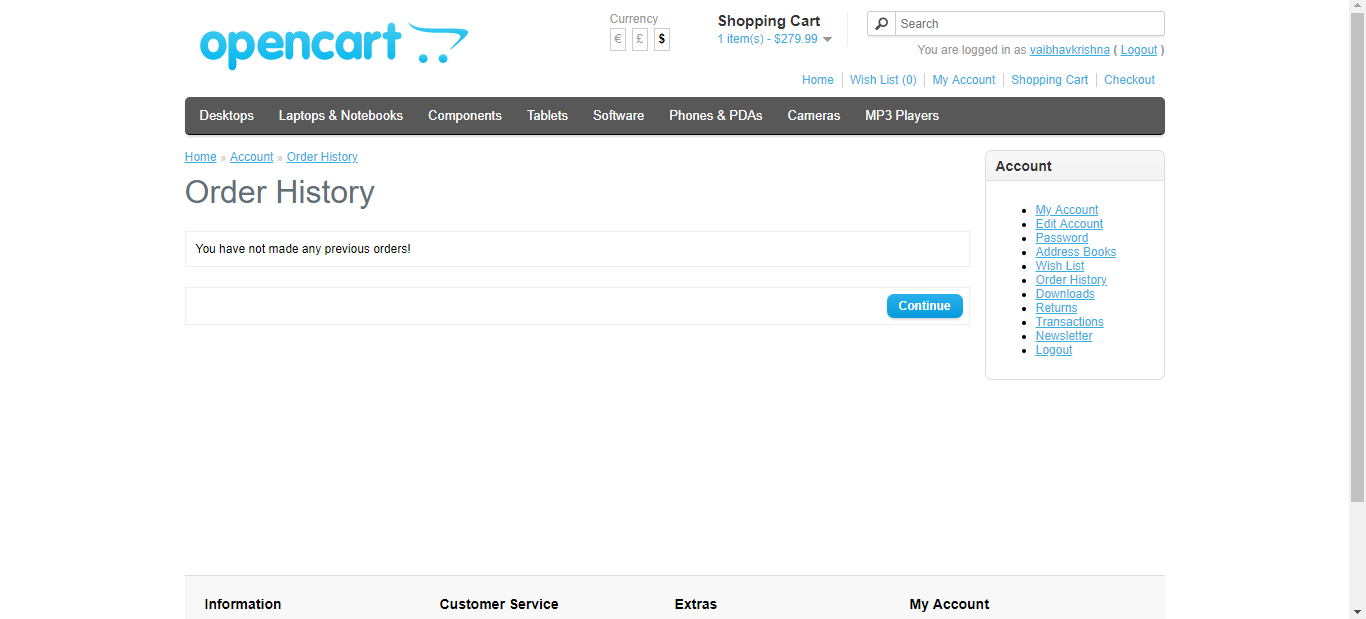 opencart
Currency
€ £ $
Shopping Cart
1 item(s) - $279.99
Search
You are logged in as vaibhavkrishna ( Logout )
Home Wish List (0) My Account Shopping Cart Checkout
Desktops Laptops & Notebooks Components Tablets Software Phones & PDAs Cameras MP3 Players
Home » Account » Order History
Order History
You have not made any previous orders!
Continue
Account
My Account
Edit Account
Password
Address Books
Wish List
Order History
Downloads
Returns
Transactions
Newsletter
Logout
Information Customer Service Extras My Account